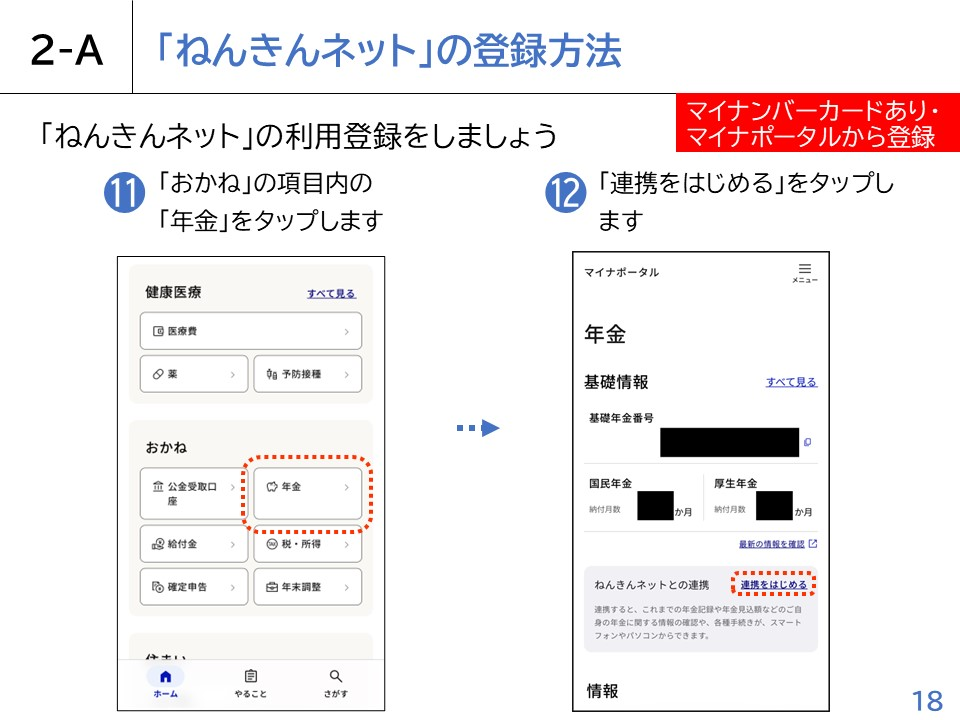 2-A
「ねんきんネット」の登録方法
マイナンバーカードあり・
マイナポータルから登録
「ねんきんネット」の利用登録をしましょう
11
「おかね」の項目内の
「年金」をタップします
健康医療
すべて見る
医療費
薬
予防接種
おかね
公金受取口
座
年金
給付金
税・所得
確定申告
年末調整
住まい
ホーム
やること
さがす
12
「連携をはじめる」をタップし
ます
マイナポータル
メニュー
年金
基礎情報
すべて見る
基礎年金番号
国民年金
納付月数
か月
厚生年金
納付月数
か月
最新の情報を確認
ねんきんネットとの連携
連携をはじめる
連携すると、これまでの年金記録や年金見込額などのご自
身の年金に関する情報の確認や、各種手続きが、スマート
フォンやパソコンからできます。
情報
18